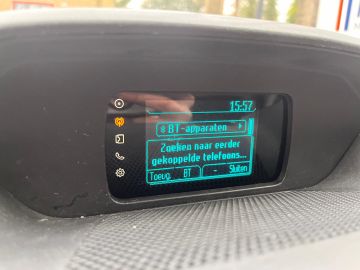 15:57
BT-apparaten
Zoeken naar eerder
gekoppelde telefoons...
Toevg. BT - Sluiten